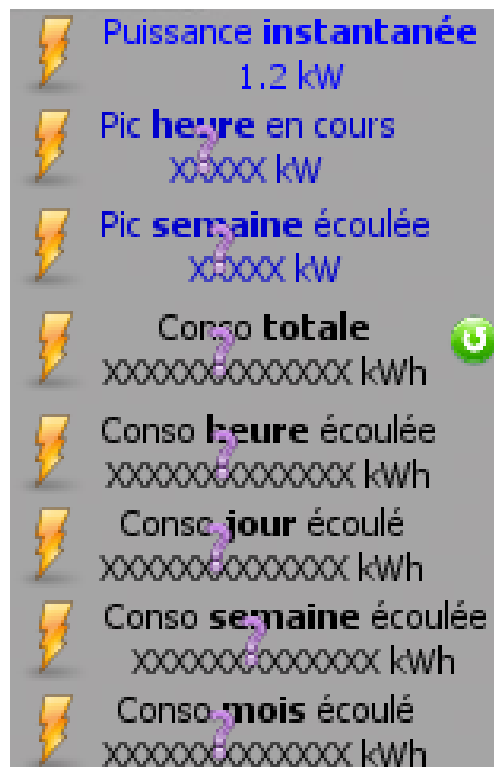 Puissance instantanée
1.2 kW
Pic heure en cours
XXXXX kW
Pic semaine écoulée
XXXXX kW
Conso totale
XXXXXXXXXXXXX kWh
Conso heure écoulée
XXXXXXXXXXXXX kWh
Conso jour écoulé
XXXXXXXXXXXXX kWh
Conso semaine écoulée
XXXXXXXXXXXXX kWh
Conso mois écoulé
XXXXXXXXXXXXX kWh